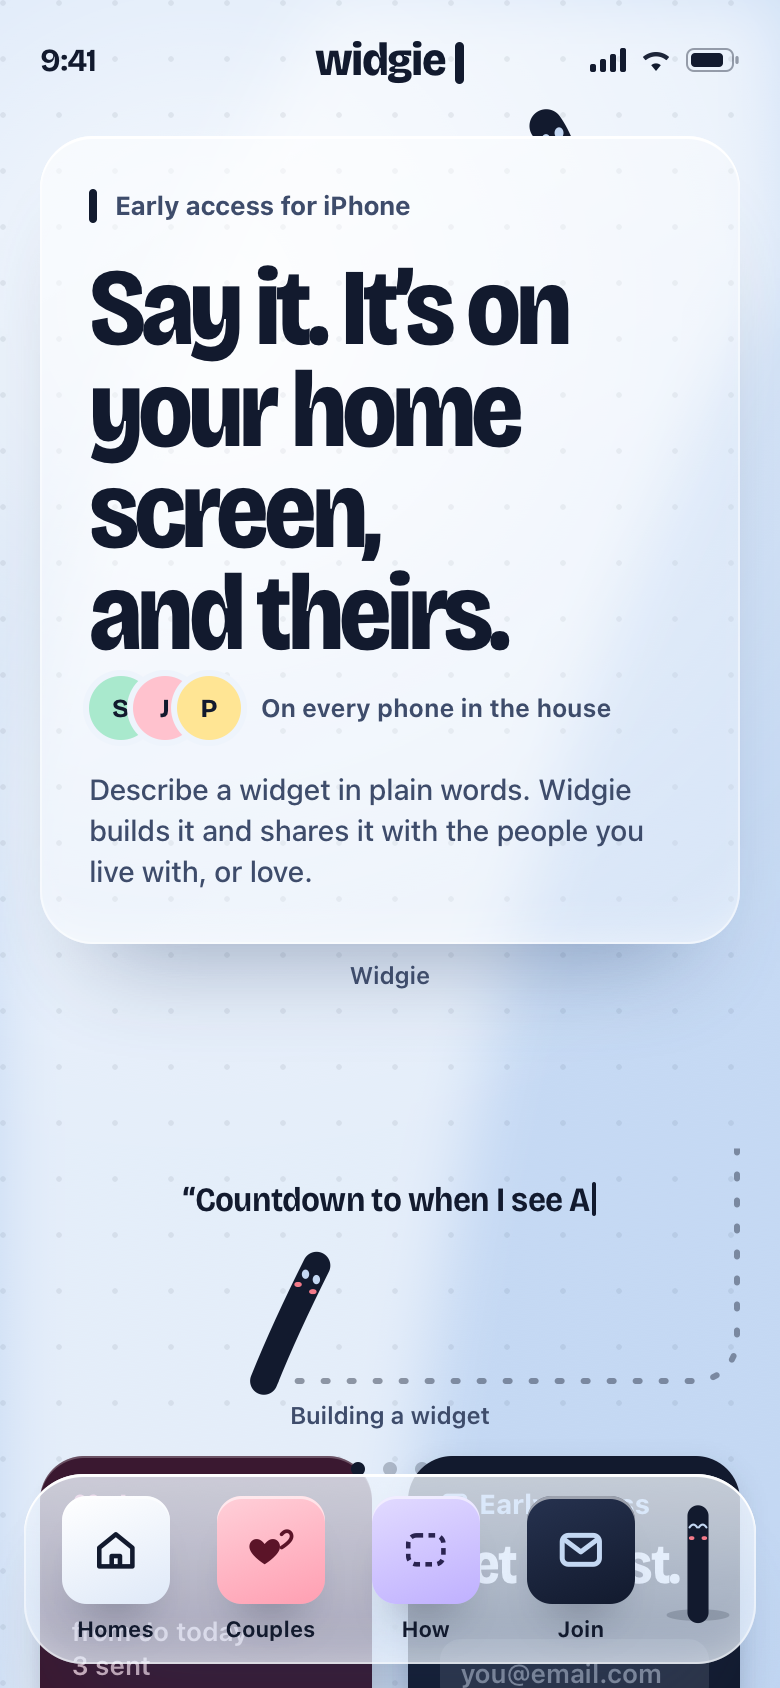 9:41
widgie
Early access for iPhone
Say it. It’s on
your home
screen,
and theirs.
S J P On every phone in the house
Describe a widget in plain words. Widgie
builds it and shares it with the people you
live with, or love.
Widgie
“Countdown to when I see A
Building a widget
Homes
Couples
How
Join
today
3 sent
you@email.com